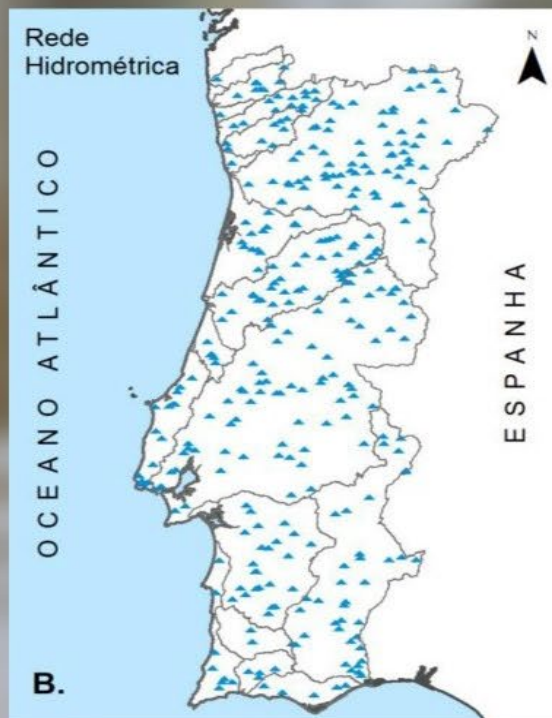 Rede
Hidrométrica
N
OCEANO ATLÂNTICO
ESPANHA
B.